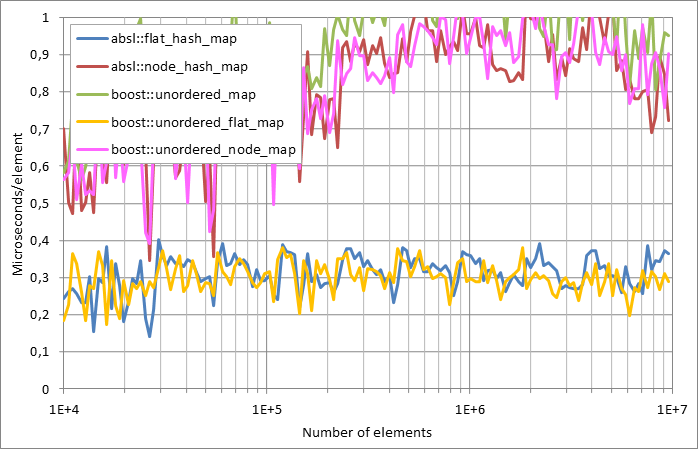 1
0,9
0,8
0,7
0,6
0,5
0,4
0,3
0,2
0,1
0
Microseconds/element
absl::flat_hash_map
absl::node_hash_map
boost::unordered_map
boost::unordered_flat_map
boost::unordered_node_map
1E+4 1E+5 1E+6 1E+7
Number of elements